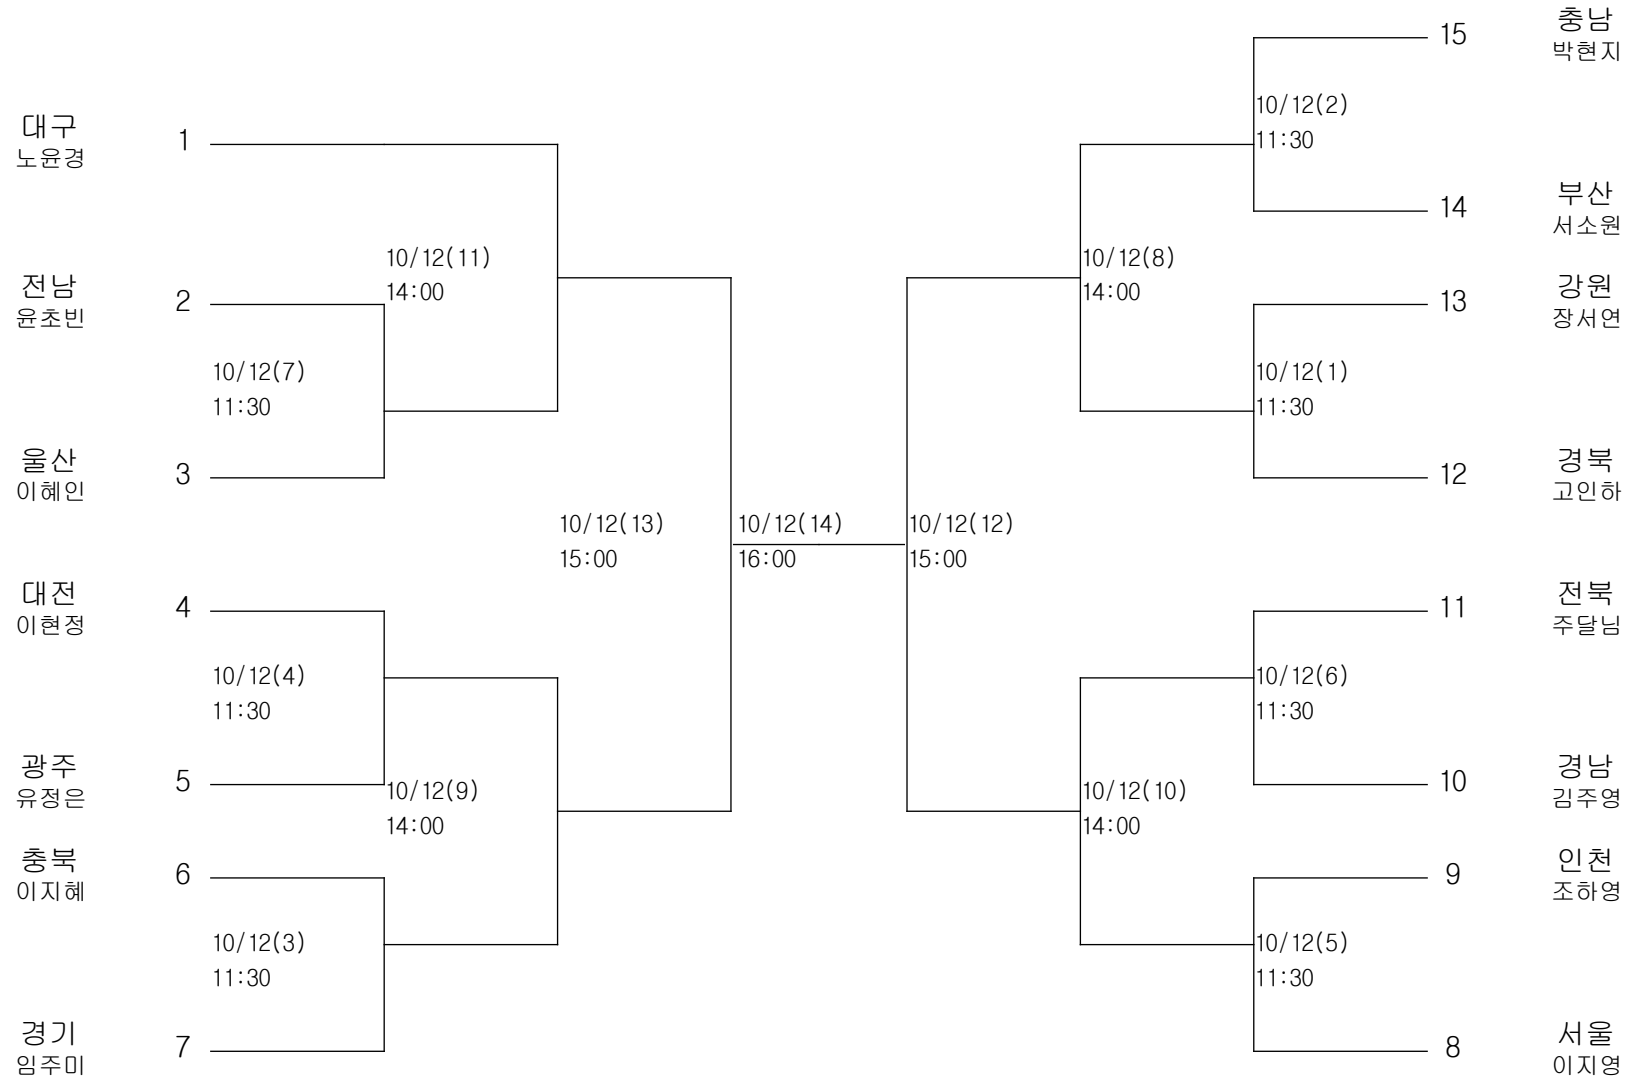 충남
15
박현지
10/12(2)
11:30
대구
1
노윤경
부산
14
서소원
10/12(11)
14:00
10/12(8)
14:00
전남
2
윤초빈
강원
13
장서연
10/12(7)
11:30
10/12(1)
11:30
울산
3
이혜인
경북
12
고인하
10/12(13)
15:00
10/12(14)
16:00
10/12(12)
15:00
대전
4
이현정
전북
11
주달님
10/12(4)
11:30
10/12(6)
11:30
광주
5
유정은
경남
10
김주영
10/12(9)
14:00
10/12(10)
14:00
충북
6
이지혜
인천
9
조하영
10/12(3)
11:30
10/12(5)
11:30
경기
7
임주미
서울
8
이지영